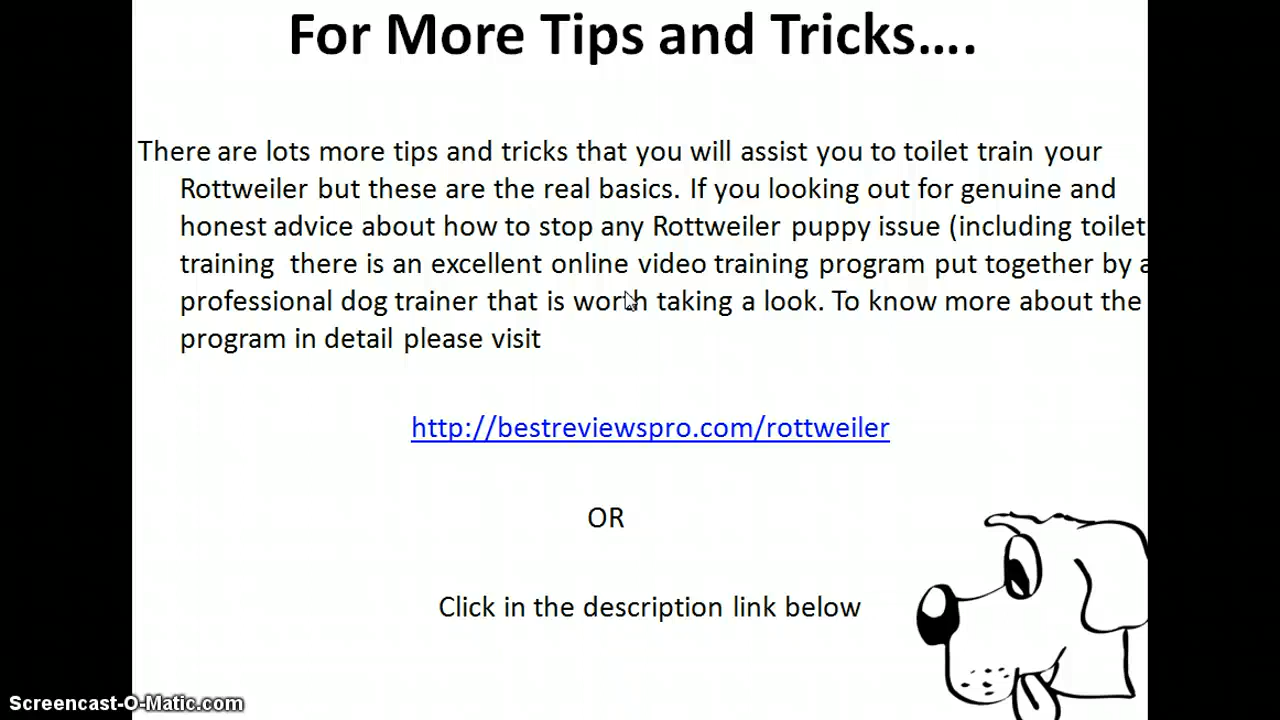 For More Tips and Tricks....
There are lots more tips and tricks that you will assist you to toilet train your
Rottweiler but these are the real basics. If you looking out for genuine and
honest advice about how to stop any Rottweiler puppy issue (including toilet
training there is an excellent online video training program put together by a
professional dog trainer that is worth taking a look. To know more about the
program in detail please visit
http://bestreviewspro.com/rottweiler
OR
Click in the description link below
Screencast-O-Matic.com